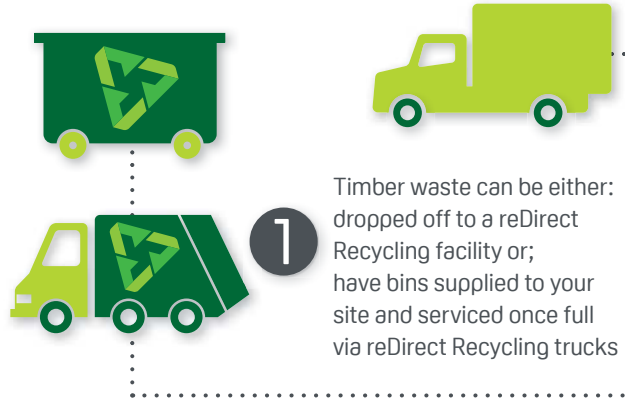 1
Timber waste can be either:
dropped off to a reDirect
Recycling facility or;
have bins supplied to your
site and serviced once full
via reDirect Recycling trucks